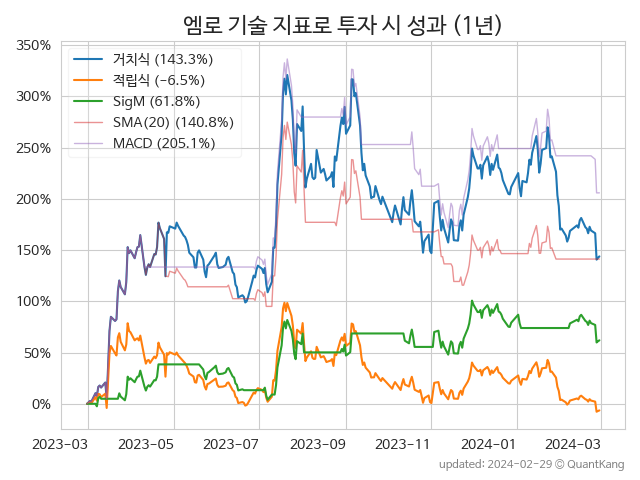 엠로 기술 지표로 투자 시 성과 (1년)
350%
300%
250%
200%
150%
100%
50%
0%
거치식 (143.3%)
적립식 (−6.5%)
SigM (61.8%)
SMA(20) (140.8%)
MACD (205.1%)
2023-03
2023-05
2023-07
2023-09
2023-11
2024-01
2024-03
updated: 2024-02-29 ⓒ QuantKang